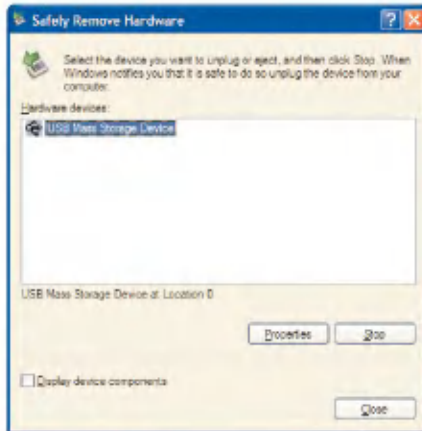 Safely Remove Hardware
Select the device you want to unplug or eject, and then click Stop. When
Windows notifies you that it is safe to do so unplug the device from your
computer.
Hardware devices:
USB Mass Storage Device
USB Mass Storage Device at Location 0
Properties Stop
Display device components
Close